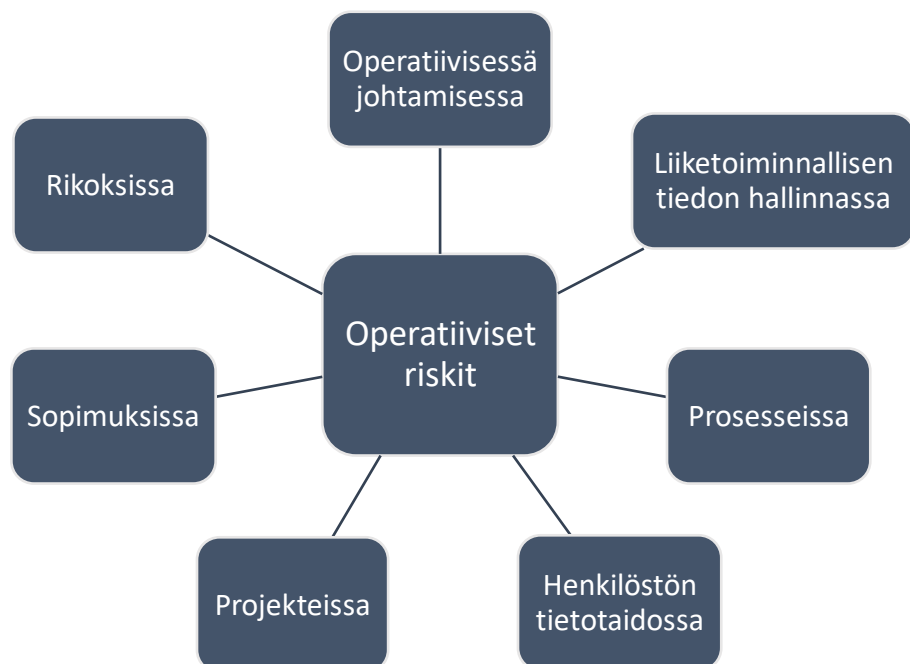 Operatiivisessä
johtamisessa
Liiketoiminnallisen
tiedon hallinnassa
Rikoksissa
Operatiiviset
riskit
Sopimuksissa
Prosesseissa
Projekteissa
Henkilöstön
tietotaidossa